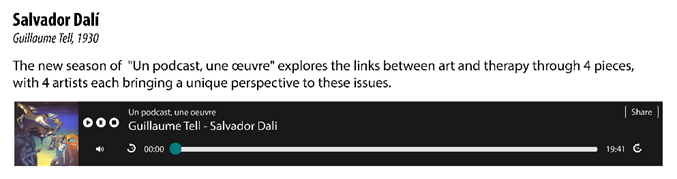 Salvador Dalí
Guillaume Tell, 1930
The new season of "Un podcast, une œuvre" explores the links between art and therapy through 4 pieces,
with 4 artists each bringing a unique perspective to these issues.
Un podcast, une oeuvre
Share
Guillaume Tell - Salvador Dali
00:00
19:41